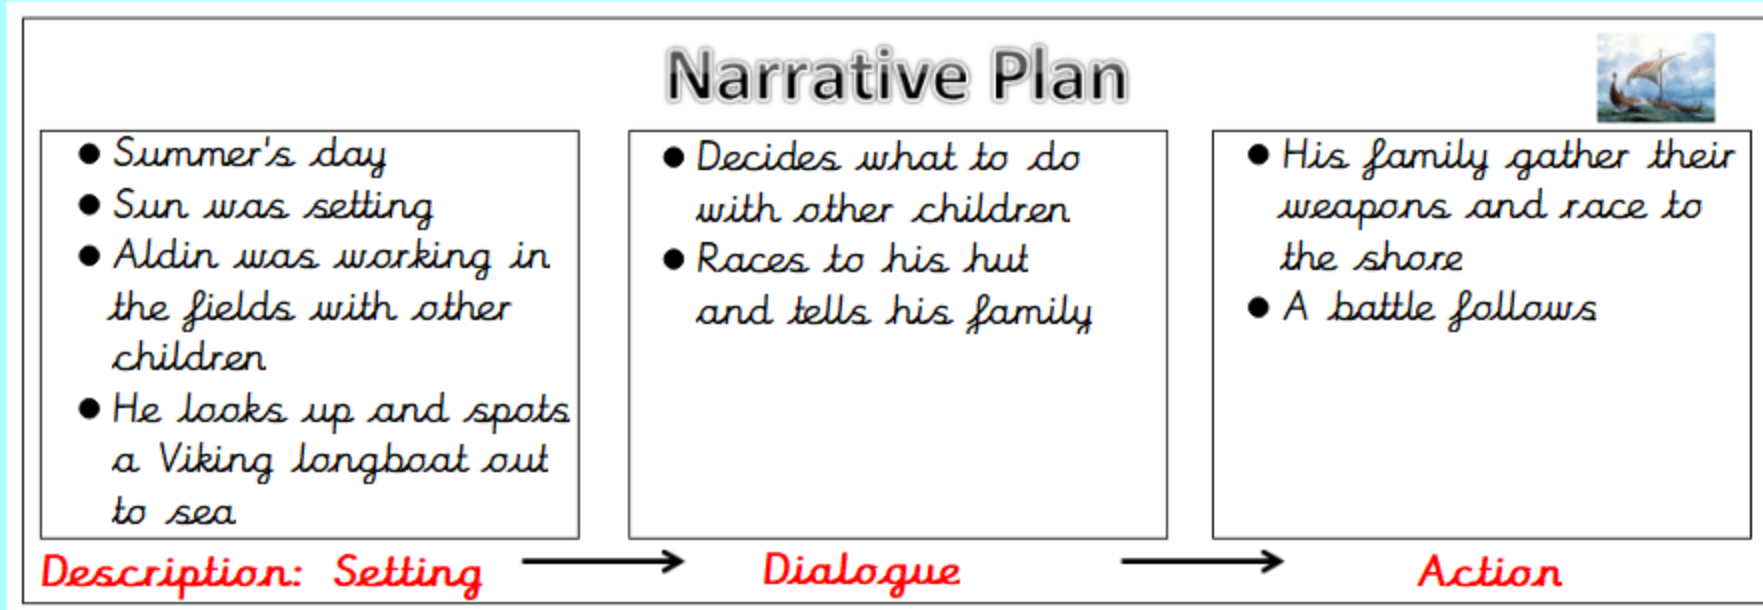 Narrative Plan
● Summer's day
● Sun was setting
● Aldin was working in
the fields with other
children
● He looks up and spots
a Viking longboat out
to sea
Description: Setting
● Decides what to do
with other children
● Races to his hut
and tells his family
Dialogue
● His family gather their
weapons and race to
the shore
● A battle follows
Action